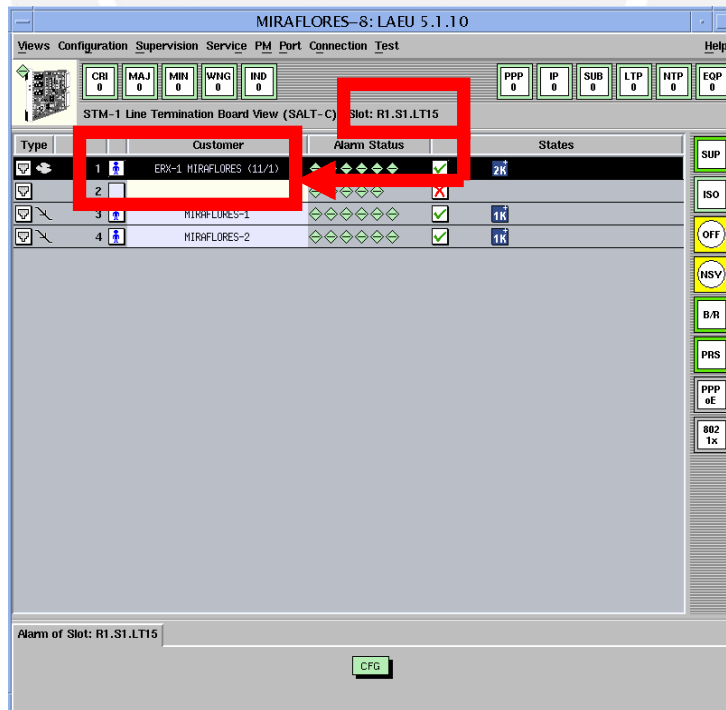 MIRAFLORES-8: LAEU 5.1.10
Views Configuration Supervision Service PM Port Connection Test Help
CRI MAJ MIN WNG IND PPP IP SUB LTP NTP EQP
0 0 0 0 0 0 0 0 0 0 0
STM-1 Line Termination Board View (SALT-C) Slot: R1.S1.LT15
Type Customer Alarm Status States
1 ERX-1 MIRAFLORES (11/1) 2K+
2
3 MIRAFLORES-1 1K+
4 MIRAFLORES-2 1K+
SUP
ISO
OFF
NSY
B/R
PRS
PPP
oE
802
1x
Alarm of Slot: R1.S1.LT15
CFG